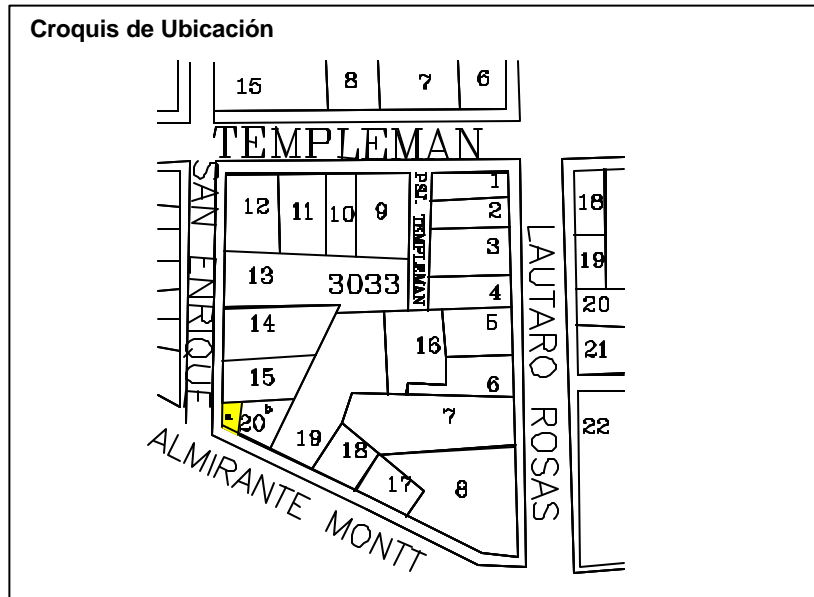 Croquis de Ubicación
15 8 7 6
TEMPLEMAN
SAN ENRIQUE
PSJ. TEMPLEMAN
LAUTARO ROSAS
ALMIRANTE MONTT
12 11 10 9
1
2
3
4
5
6
7
8
13
3033
14
15
16
20 b
19
18
17
18
19
20
21
22